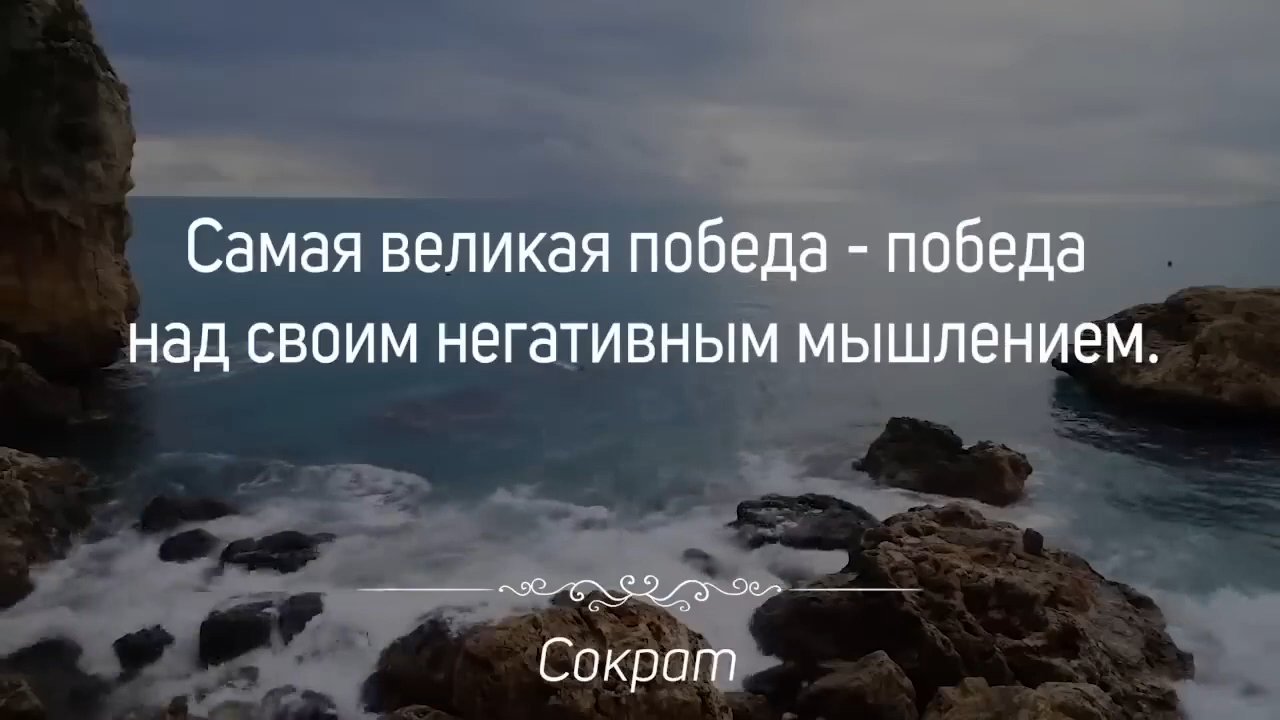 Самая великая победа - победа
над своим негативным мышлением.
Сократ